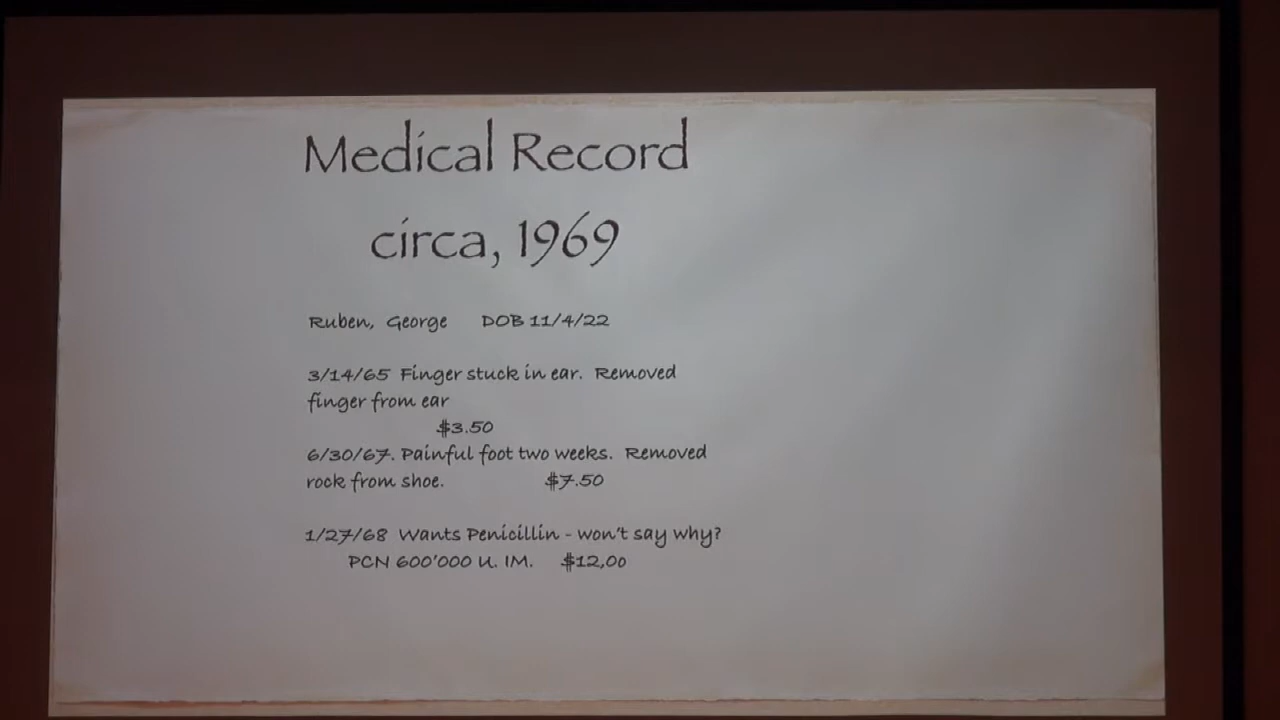 Medical Record
circa, 1969
Ruben, George DOB 11/4/22
3/14/65 Finger stuck in ear. Removed
finger from ear
$3.50
6/30/67. Painful foot two weeks. Removed
rock from shoe. $7.50
1/27/68 Wants Penicillin - won't say why?
PCN 600'000 U. IM. $12,00